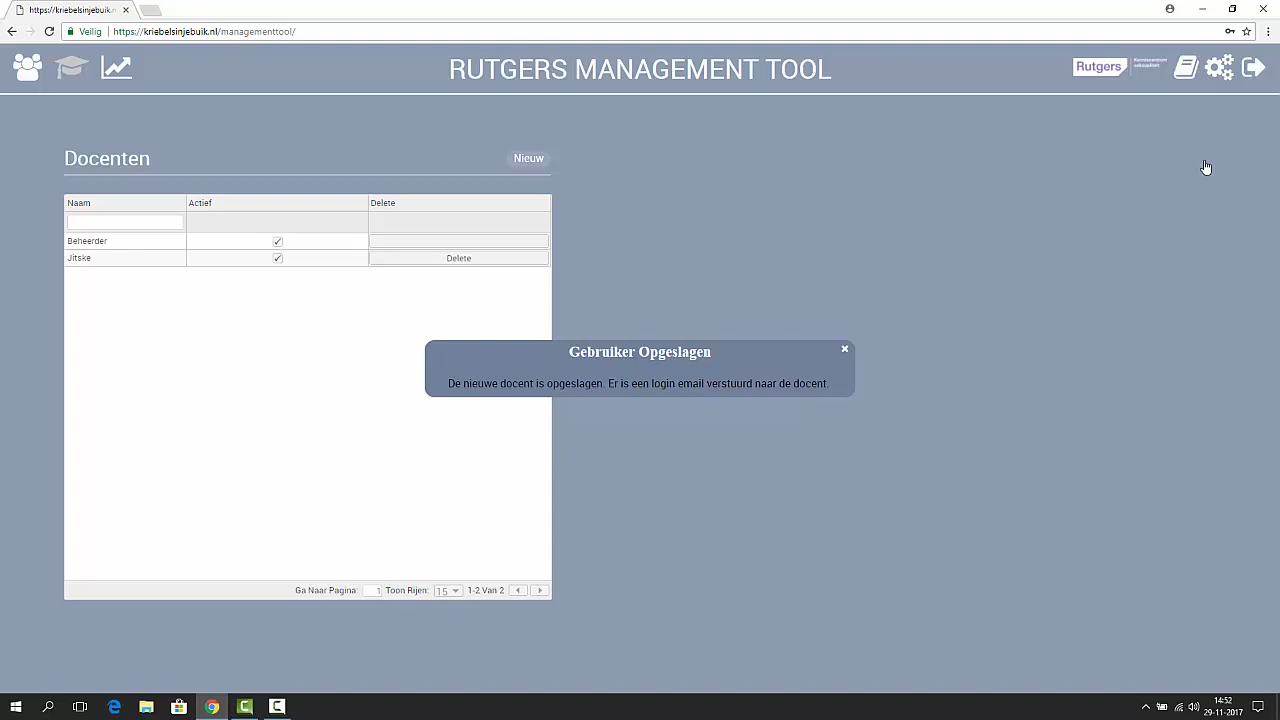 https://kriebelsinjebuik.n
Veilig https://kriebelsinjebuik.nl/managementtool/
RUTGERS MANAGEMENT TOOL
Rutgers
Docenten
Nieuw
Naam Actief Delete
Beheerder
Jitske Delete
Gebruiker Opgeslagen
De nieuwe docent is opgeslagen. Er is een login email verstuurd naar de docent.
Ga Naar Pagina: 1 Toon Rijen: 15 1-2 Van 2
14:52
29-11-2017